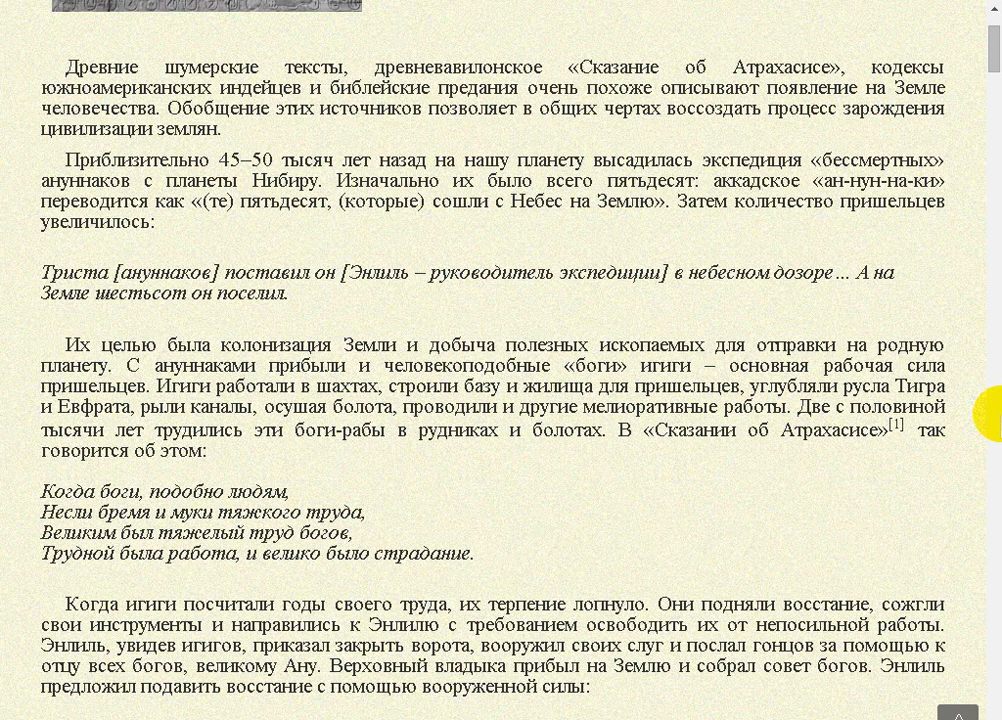 Древние шумерские тексты, древневавилонское «Сказание об Атрахасисе», кодексы
южноамериканских индейцев и библейские предания очень похоже описывают появление на Земле
человечества. Обобщение этих источников позволяет в общих чертах воссоздать процесс зарождения
цивилизации землян.
Приблизительно 45–50 тысяч лет назад на нашу планету высадилась экспедиция «бессмертных»
ануннаков с планеты Нибиру. Изначально их было всего пятьдесят: аккадское «ан-нун-на-ки»
переводится как «(те) пятьдесят, (которые) сошли с Небес на Землю». Затем количество пришельцев
увеличилось:
Триста [ануннаков] поставил он [Энлиль – руководитель экспедиции] в небесном дозоре… А на
Земле шестьсот он поселил.
Их целью была колонизация Земли и добыча полезных ископаемых для отправки на родную
планету. С ануннаками прибыли и человекоподобные «боги» игиги – основная рабочая сила
пришельцев. Игиги работали в шахтах, строили базу и жилища для пришельцев, углубляли русла Тигра
и Евфрата, рыли каналы, осушая болота, проводили и другие мелиоративные работы. Две с половиной
тысячи лет трудились эти боги-рабы в рудниках и болотах. В «Сказании об Атрахасисе»[1] так
говорится об этом:
Когда боги, подобно людям,
Несли бремя и муки тяжкого труда,
Великим был тяжелый труд богов,
Трудной была работа, и велико было страдание.
Когда игиги посчитали годы своего труда, их терпение лопнуло. Они подняли восстание, сожгли
свои инструменты и направились к Энлилю с требованием освободить их от непосильной работы.
Энлиль, увидев игигов, приказал закрыть ворота, вооружил своих слуг и послал гонцов за помощью к
отцу всех богов, великому Ану. Верховный владыка прибыл на Землю и собрал совет богов. Энлиль
предложил подавить восстание с помощью вооруженной силы: